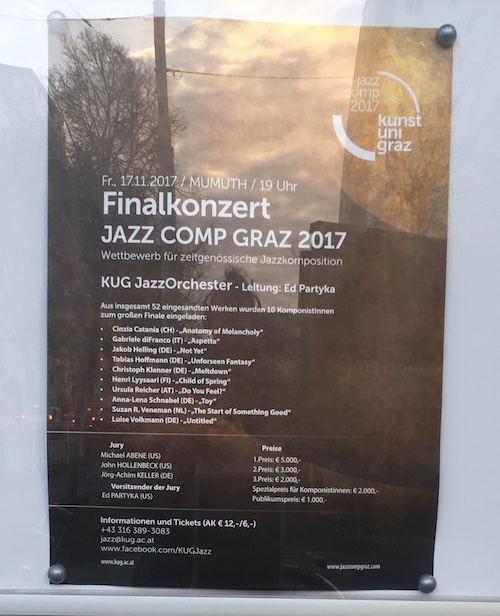 jazz
comp
2017
kunst
uni
graz
Fr., 17.11.2017 / MUMUTH / 19 Uhr
Finalkonzert
JAZZ COMP GRAZ 2017
Wettbewerb für zeitgenössische Jazzkomposition
KUG JazzOrchester - Leitung: Ed Partyka
Aus insgesamt 52 eingesandten Werken wurden 10 KomponistInnen
zum großen Finale eingeladen:
• Cinzia Catania (CH) - „Anatomy of Melancholy“
• Gabriele diFranco (IT) - „Aspetta“
• Jakob Helling (DE) - „Not Yet“
• Tobias Hoffmann (DE) - „Unforseen Fantasy“
• Christoph Klenner (DE) - „Meltdown“
• Henri Lyysaari (FI) - „Child of Spring“
• Ursula Reicher (AT) - „Do You Feel?“
• Anna-Lena Schnabel (DE) - „Toy“
• Suzan R. Veneman (NL) - „The Start of Something Good“
• Luise Volkmann (DE) - „Untitled“
Jury
Michael ABENE (US)
John HOLLENBECK (US)
Jörg-Achim KELLER (DE)
Vorsitzender der Jury
Ed PARTYKA (US)
Preise
1.Preis: € 5.000,-
2.Preis: € 3.000,-
3.Preis: € 2.000,-
Spezialpreis für Komponistinnen: € 2.000,-
Publikumspreis: € 1.000,-
Informationen und Tickets (AK € 12,-/6,-)
+43 316 389-3083
jazz@kug.ac.at
www.facebook.com/KUGJazz
www.kug.ac.at
www.jazzcompgraz.com